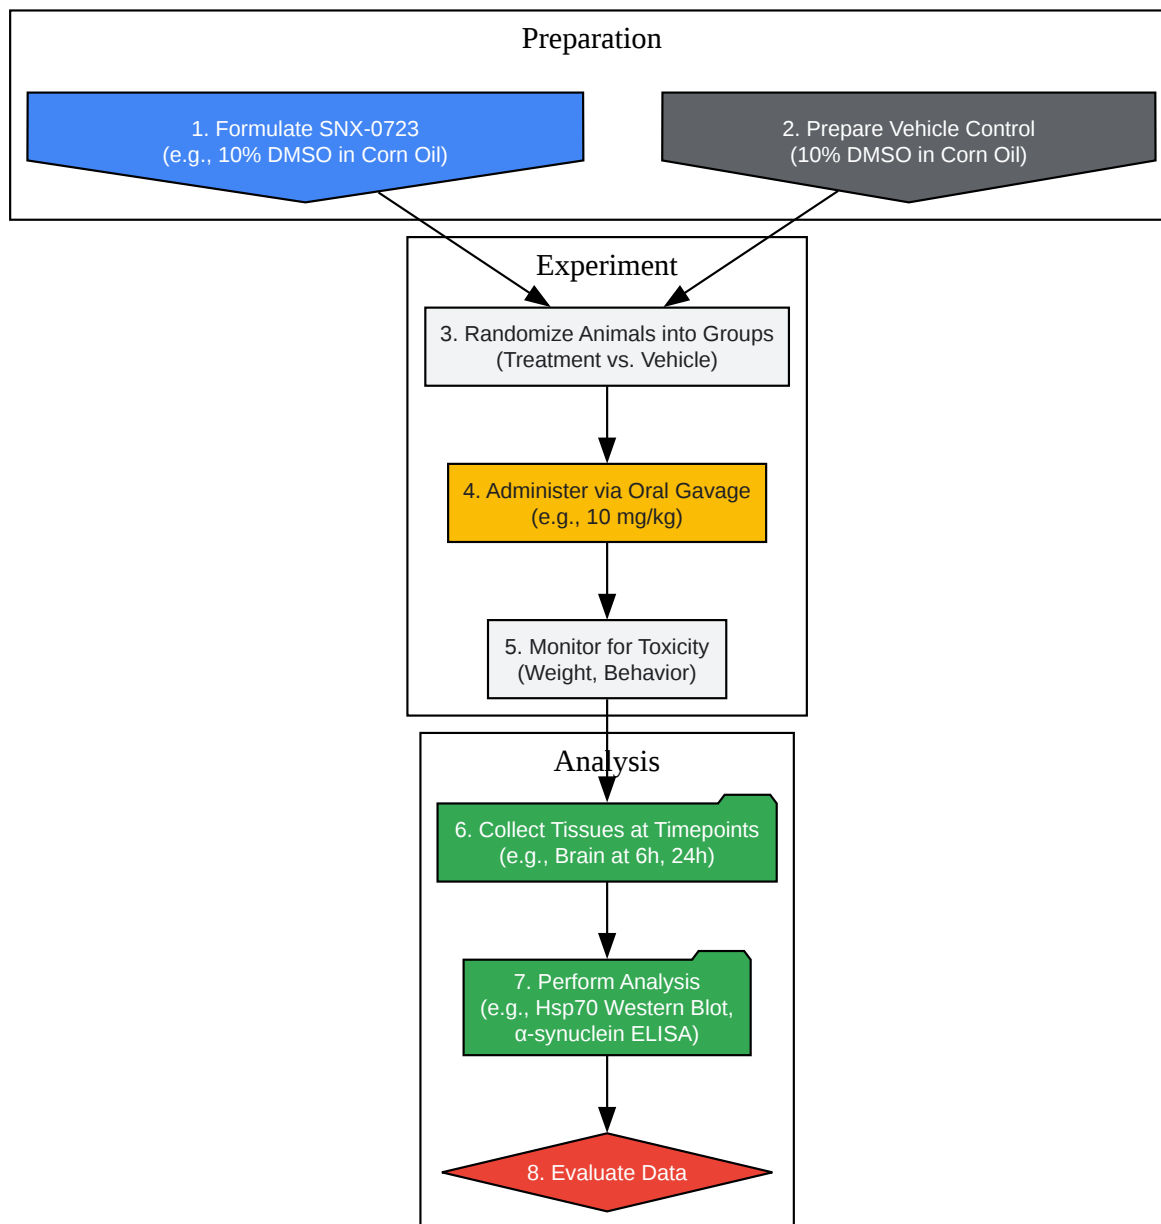 Preparation
1. Formulate SNX-0723
(e.g., 10% DMSO in Corn Oil)
2. Prepare Vehicle Control
(10% DMSO in Corn Oil)
Experiment
3. Randomize Animals into Groups
(Treatment vs. Vehicle)
4. Administer via Oral Gavage
(e.g., 10 mg/kg)
5. Monitor for Toxicity
(Weight, Behavior)
Analysis
6. Collect Tissues at Timepoints
(e.g., Brain at 6h, 24h)
7. Perform Analysis
(e.g., Hsp70 Western Blot,
α-synuclein ELISA)
8. Evaluate Data